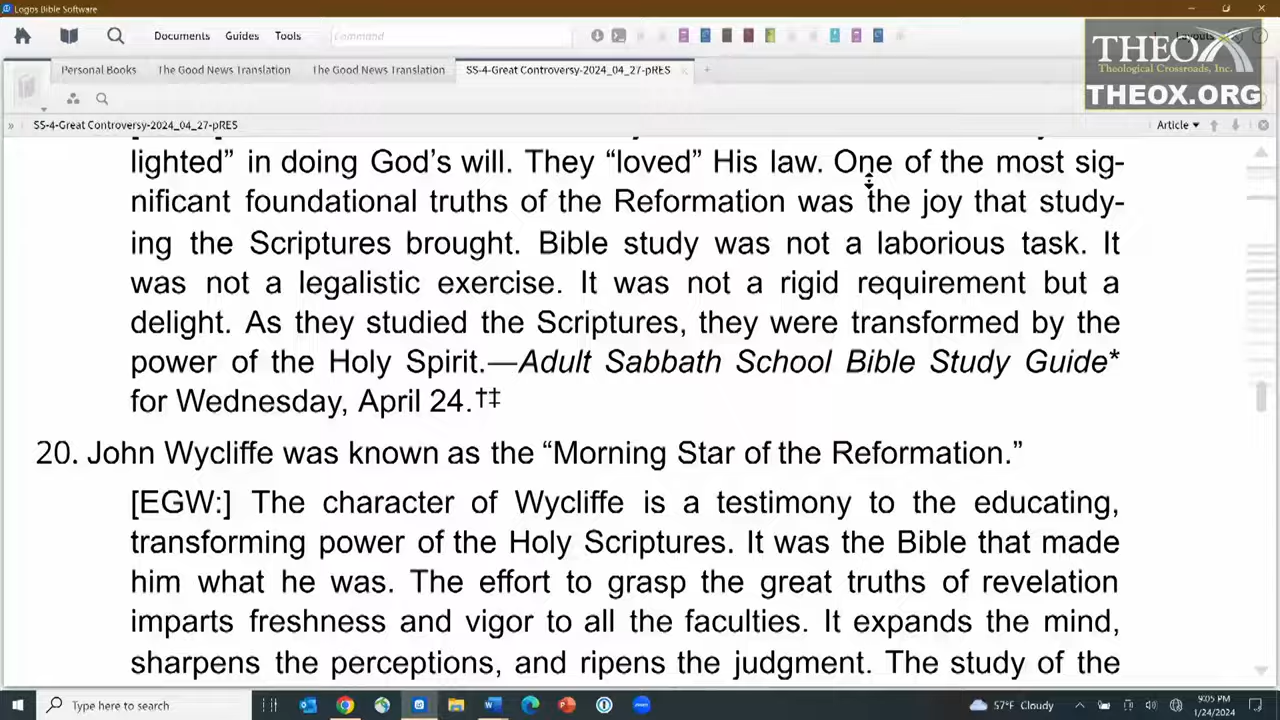 Logos Bible Software
Documents Guides Tools Command
THEOX
Theological Crossroads, Inc.
THEOX.ORG
Personal Books The Good News Translation The Good News Transla SS-4-Great Controversy-2024_04_27-pRES
SS-4-Great Controversy-2024_04_27-pRES Article
lighted” in doing God’s will. They “loved” His law. One of the most sig-
nificant foundational truths of the Reformation was the joy that study-
ing the Scriptures brought. Bible study was not a laborious task. It
was not a legalistic exercise. It was not a rigid requirement but a
delight. As they studied the Scriptures, they were transformed by the
power of the Holy Spirit.—Adult Sabbath School Bible Study Guide*
for Wednesday, April 24.†‡
20. John Wycliffe was known as the “Morning Star of the Reformation.”
[EGW:] The character of Wycliffe is a testimony to the educating,
transforming power of the Holy Scriptures. It was the Bible that made
him what he was. The effort to grasp the great truths of revelation
imparts freshness and vigor to all the faculties. It expands the mind,
sharpens the perceptions, and ripens the judgment. The study of the
Type here to search
57°F Cloudy
9:05 PM
1/24/2024